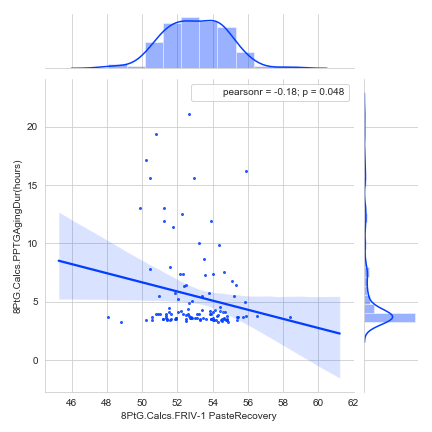 pearsonr = -0.18; p = 0.048
20
15
10
5
0
8PtG.Calcs.PPTGAgingDur(hours)
46 48 50 52 54 56 58 60 62
8PtG.Calcs.FRIV-1 PasteRecovery